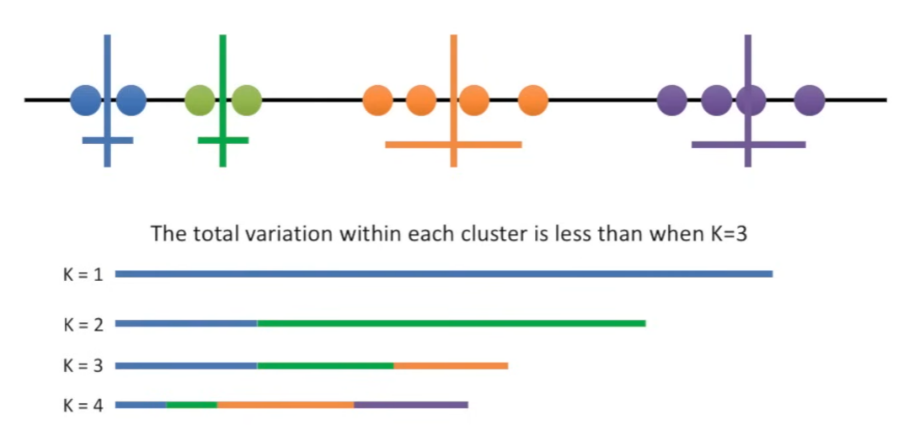 The total variation within each cluster is less than when K=3
K = 1
K = 2
K = 3
K = 4